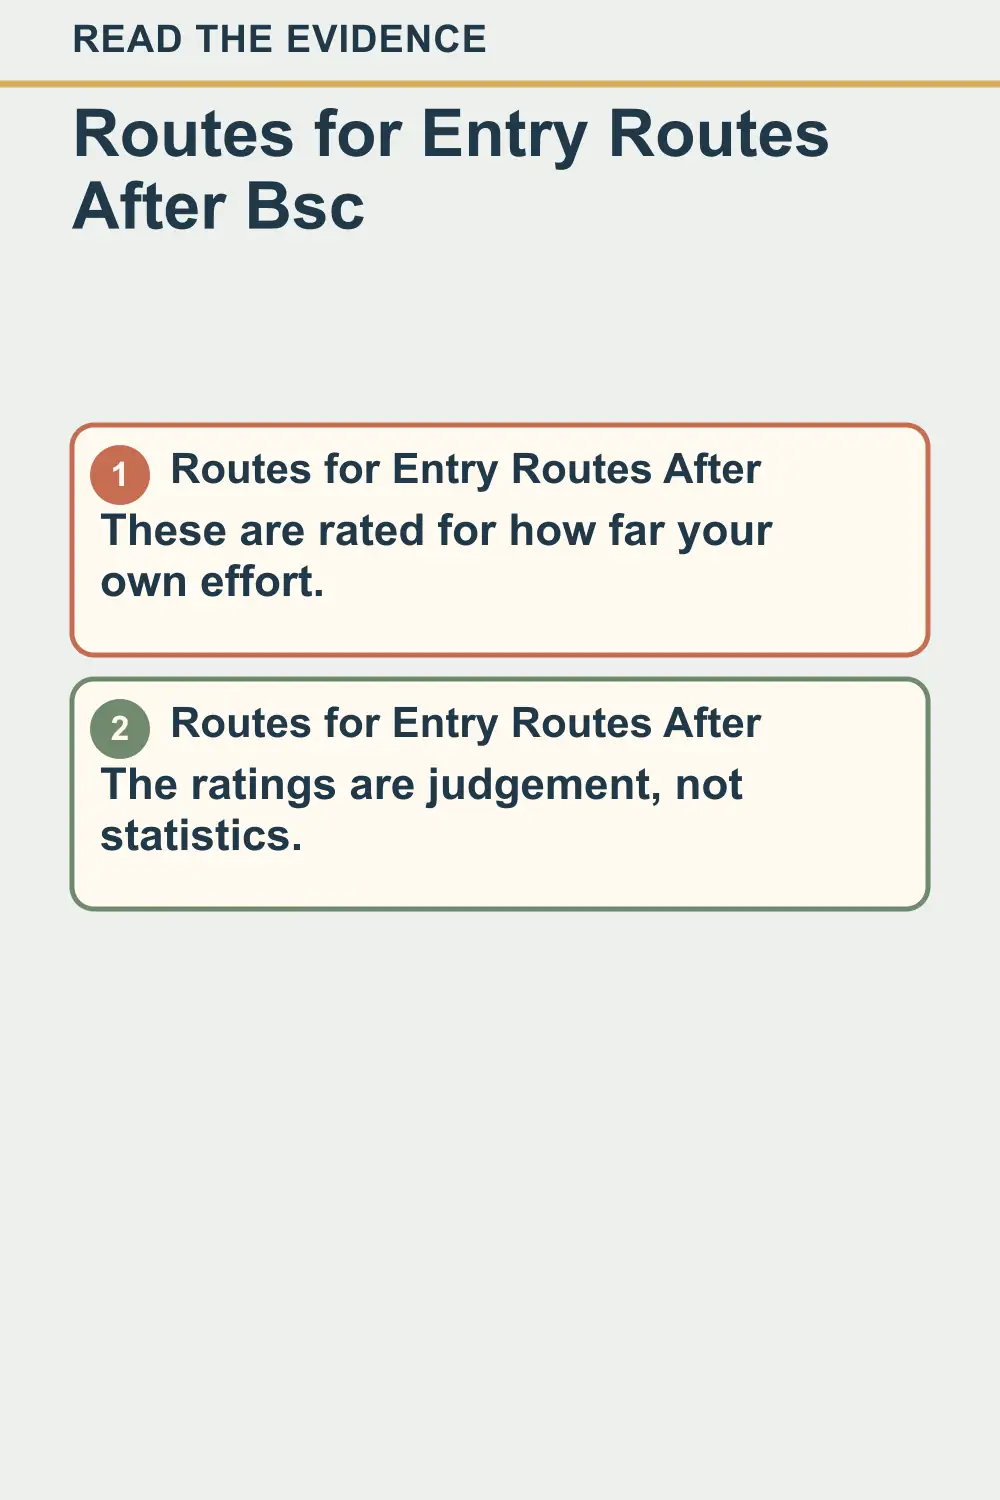 READ THE EVIDENCE
Routes for Entry Routes
After Bsc
1 Routes for Entry Routes After
These are rated for how far your
own effort.
2 Routes for Entry Routes After
The ratings are judgement, not
statistics.